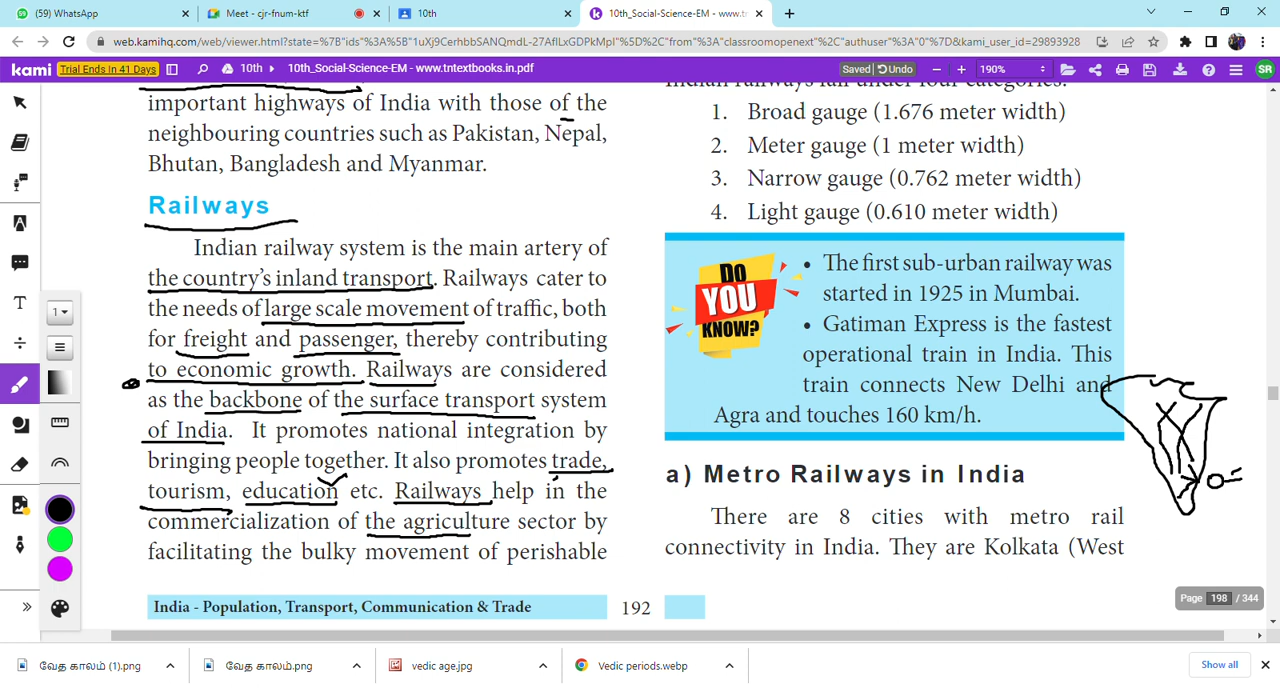 (59) WhatsApp
Meet - cjr-fnum-ktf
10th
10th_Social-Science-EM - www.tn
web.kamihq.com/web/viewer.html?state=%7B"ids"%3A%5B"1uXj9CerhbbSANQmdL-27AfILxGDPkMpl"%5D%2C"from"%3A"classroomopenext"%2C"authuser"%3A"0"%7D&kami_user_id=29893928
kami
Trial Ends In 41 Days
10th
10th_Social-Science-EM - www.tntextbooks.in.pdf
Saved
Undo
190%
SR
important highways of India with those of the
neighbouring countries such as Pakistan, Nepal,
Bhutan, Bangladesh and Myanmar.
Railways
Indian railway system is the main artery of
the country's inland transport. Railways cater to
the needs of large scale movement of traffic, both
for freight and passenger, thereby contributing
to economic growth. Railways are considered
as the backbone of the surface transport system
of India. It promotes national integration by
bringing people together. It also promotes trade,
tourism, education etc. Railways help in the
commercialization of the agriculture sector by
facilitating the bulky movement of perishable
Indian railways fall under four categories.
1. Broad gauge (1.676 meter width)
2. Meter gauge (1 meter width)
3. Narrow gauge (0.762 meter width)
4. Light gauge (0.610 meter width)
DO
YOU
KNOW?
• The first sub-urban railway was
started in 1925 in Mumbai.
• Gatiman Express is the fastest
operational train in India. This
train connects New Delhi and
Agra and touches 160 km/h.
a) Metro Railways in India
There are 8 cities with metro rail
connectivity in India. They are Kolkata (West
India - Population, Transport, Communication & Trade
192
Page 198 / 344
1
வேத காலம் (1).png
வேத காலம்.png
vedic age.jpg
Vedic periods.webp
Show all